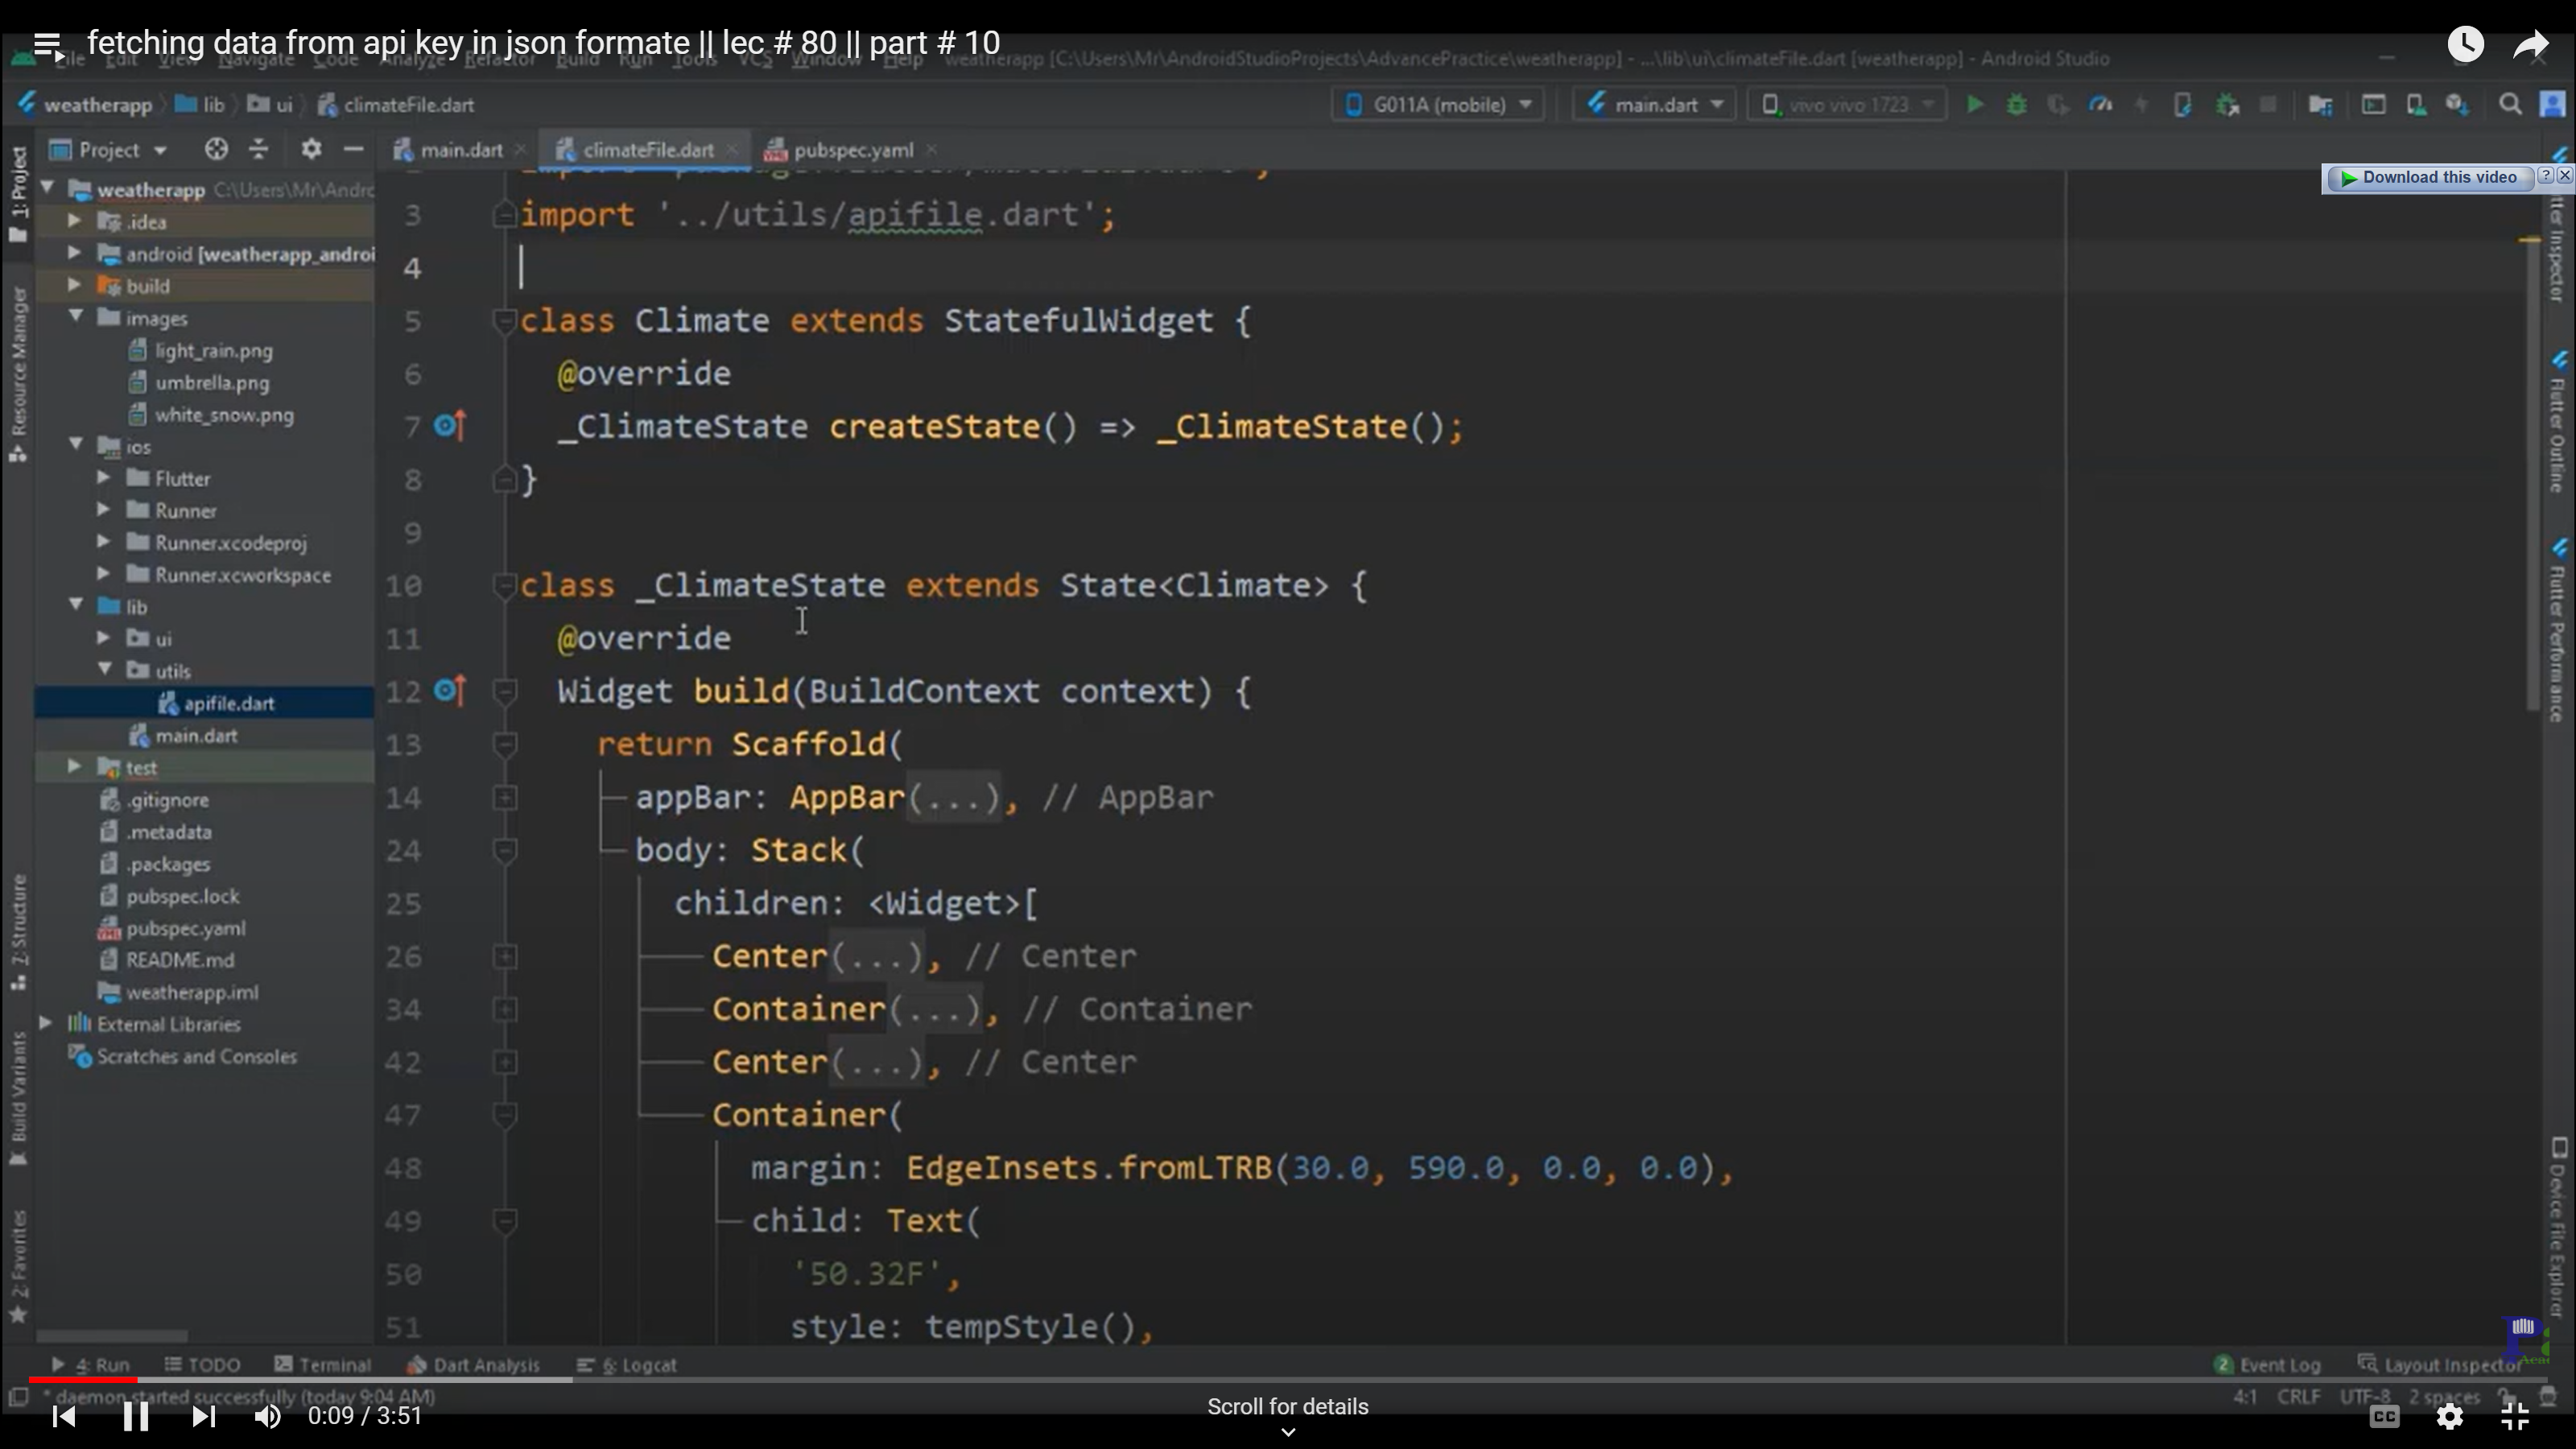 fetching data from api key in json formate || lec # 80 || part # 10
File Edit View Navigate Code Analyze Refactor Build Run Tools VCS Window Help weatherapp [C:\Users\Mr\AndroidStudioProjects\AdvancePractice\weatherapp] - ...\lib\ui\climateFile.dart [weatherapp] - Android Studio
weatherapp lib ui climateFile.dart G011A (mobile) main.dart vivo vivo 1723
Project main.dart climateFile.dart pubspec.yaml
Download this video ? X
1: Project
Resource Manager
7: Structure
Build Variants
2: Favorites
weatherapp C:\Users\Mr\Andro
.idea
android [weatherapp_androi
build
images
light_rain.png
umbrella.png
white_snow.png
ios
Flutter
Runner
Runner.xcodeproj
Runner.xcworkspace
lib
ui
utils
apifile.dart
main.dart
test
.gitignore
.metadata
.packages
pubspec.lock
pubspec.yaml
README.md
weatherapp.iml
External Libraries
Scratches and Consoles
3 import '../utils/apifile.dart';
4
5 class Climate extends StatefulWidget {
6 @override
7 _ClimateState createState() => _ClimateState();
8 }
9
10 class _ClimateState extends State<Climate> {
11 @override
12 Widget build(BuildContext context) {
13 return Scaffold(
14 appBar: AppBar(...), // AppBar
24 body: Stack(
25 children: <Widget>[
26 Center(...), // Center
34 Container(...), // Container
42 Center(...), // Center
47 Container(
48 margin: EdgeInsets.fromLTRB(30.0, 590.0, 0.0, 0.0),
49 child: Text(
50 '50.32F',
51 style: tempStyle(),
Flutter Outline
Flutter Performance
Device File Explorer
4: Run TODO Terminal Dart Analysis 6: Logcat 2 Event Log Layout Inspector
* daemon started successfully (today 9:04 AM) 4:1 CRLF UTF-8 2 spaces
0:09 / 3:51 Scroll for details CC